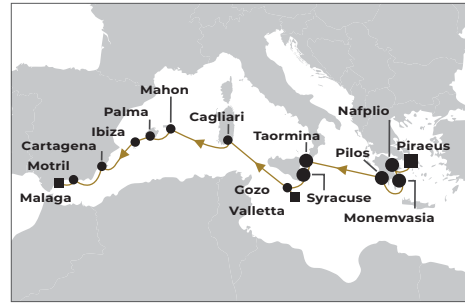 Mahon
Palma
Cagliari
Nafplio
Ibiza
Taormina
Cartagena
Piraeus
Pilos
Motril
Gozo
Malaga
Syracuse
Valletta
Monemvasia